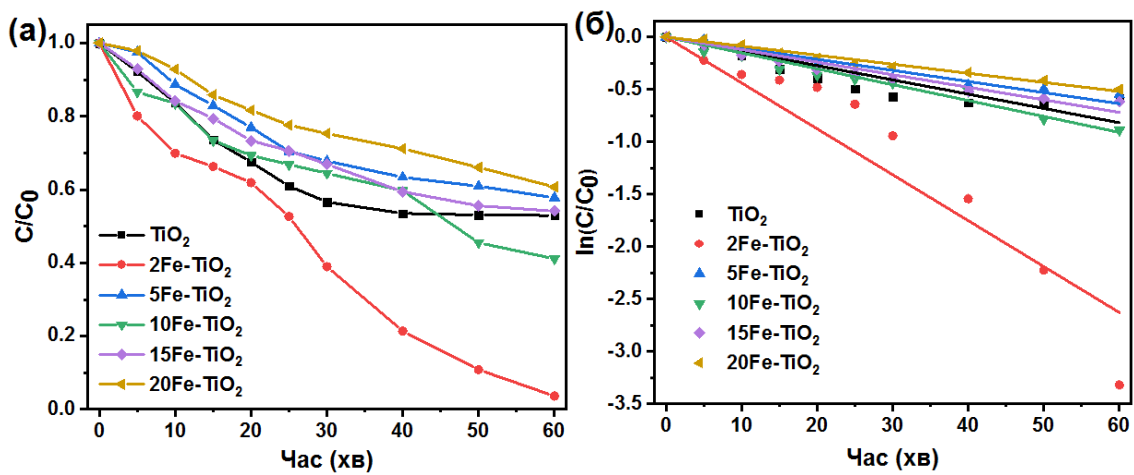 (а)
C/C₀
1.0
0.8
0.6
0.4
0.2
0.0
TiO₂
2Fe-TiO₂
5Fe-TiO₂
10Fe-TiO₂
15Fe-TiO₂
20Fe-TiO₂
0 10 20 30 40 50 60
Час (хв)
(б)
ln(C/C₀)
0.0
-0.5
-1.0
-1.5
-2.0
-2.5
-3.0
-3.5
TiO₂
2Fe-TiO₂
5Fe-TiO₂
10Fe-TiO₂
15Fe-TiO₂
20Fe-TiO₂
0 10 20 30 40 50 60
Час (хв)